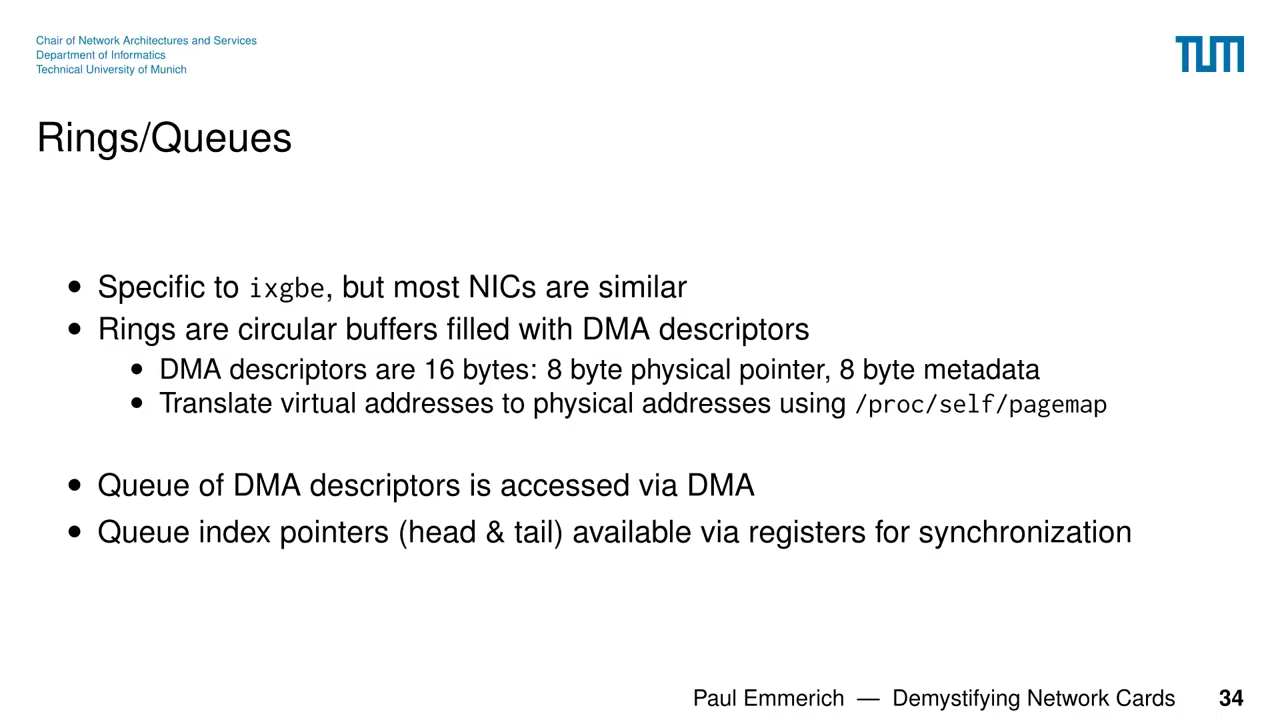 Chair of Network Architectures and Services
Department of Informatics
Technical University of Munich
TUM
Rings/Queues
• Specific to ixgbe, but most NICs are similar
• Rings are circular buffers filled with DMA descriptors
• DMA descriptors are 16 bytes: 8 byte physical pointer, 8 byte metadata
• Translate virtual addresses to physical addresses using /proc/self/pagemap
• Queue of DMA descriptors is accessed via DMA
• Queue index pointers (head & tail) available via registers for synchronization
Paul Emmerich — Demystifying Network Cards 34